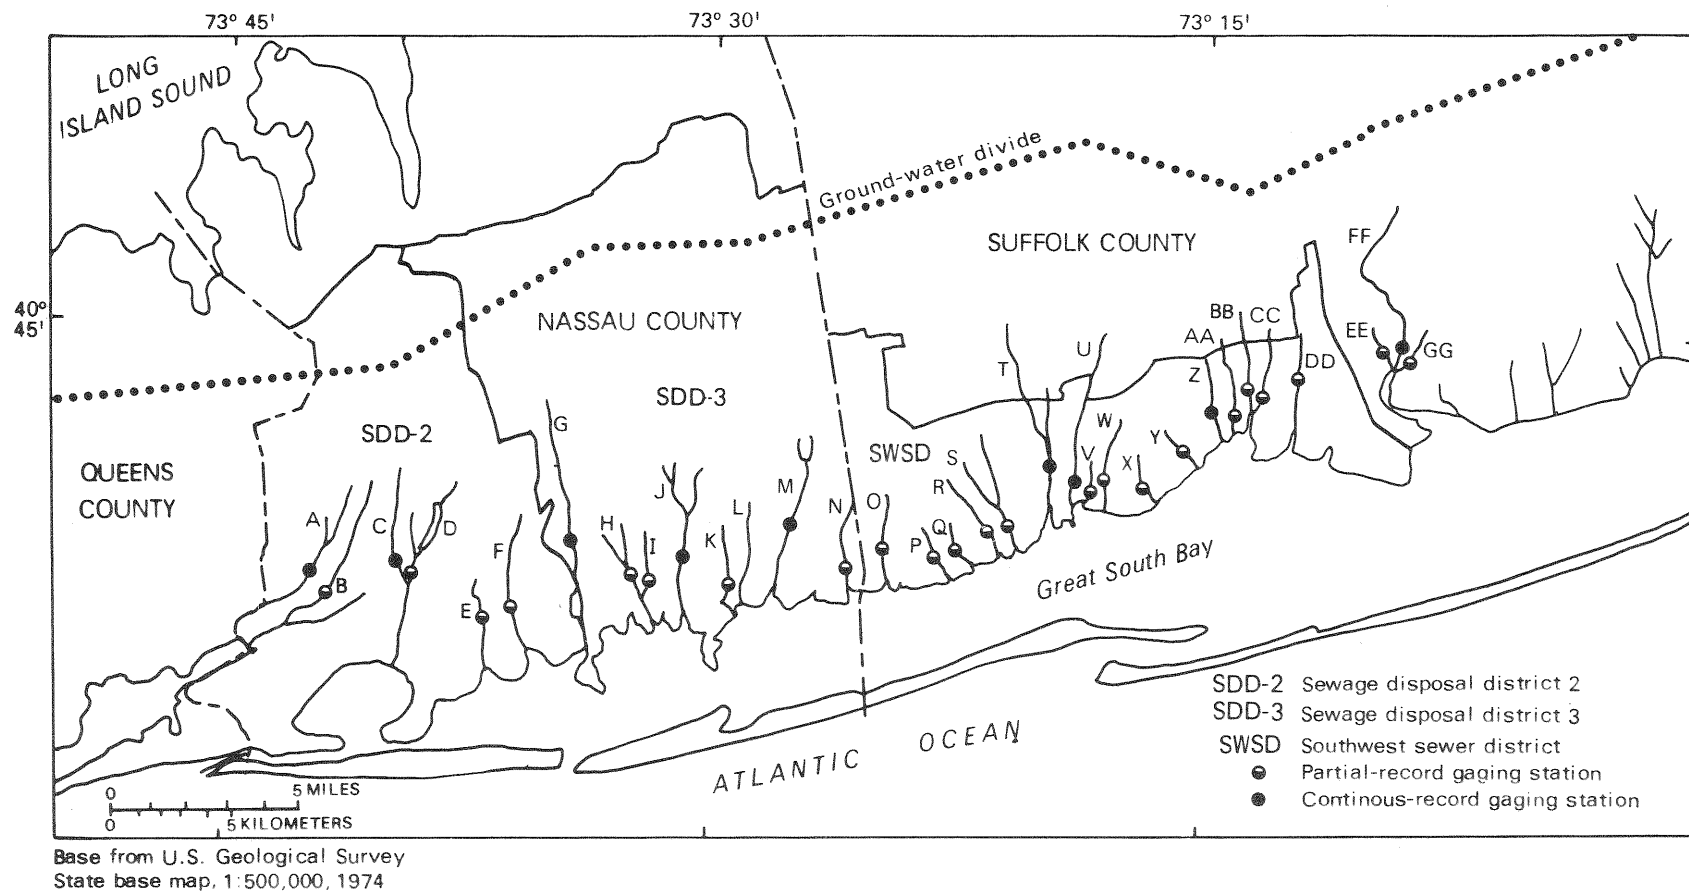 73° 45'
73° 30'
73° 15'
LONG
ISLAND SOUND
Ground-water divide
SUFFOLK COUNTY
FF
40°
45'
NASSAU COUNTY
BB
CC
AA
EE
GG
T
U
Z
DD
SDD-3
G
SDD-2
W
SWSD
S
V
X
Y
QUEENS
COUNTY
J
M
R
A
C
D
H
I
K
L
N
O
P
Q
F
B
E
Great South Bay
ATLANTIC OCEAN
SDD-2 Sewage disposal district 2
SDD-3 Sewage disposal district 3
SWSD Southwest sewer district
Partial-record gaging station
Continous-record gaging station
0 5 MILES
0 5 KILOMETERS
Base from U.S. Geological Survey
State base map, 1:500,000, 1974